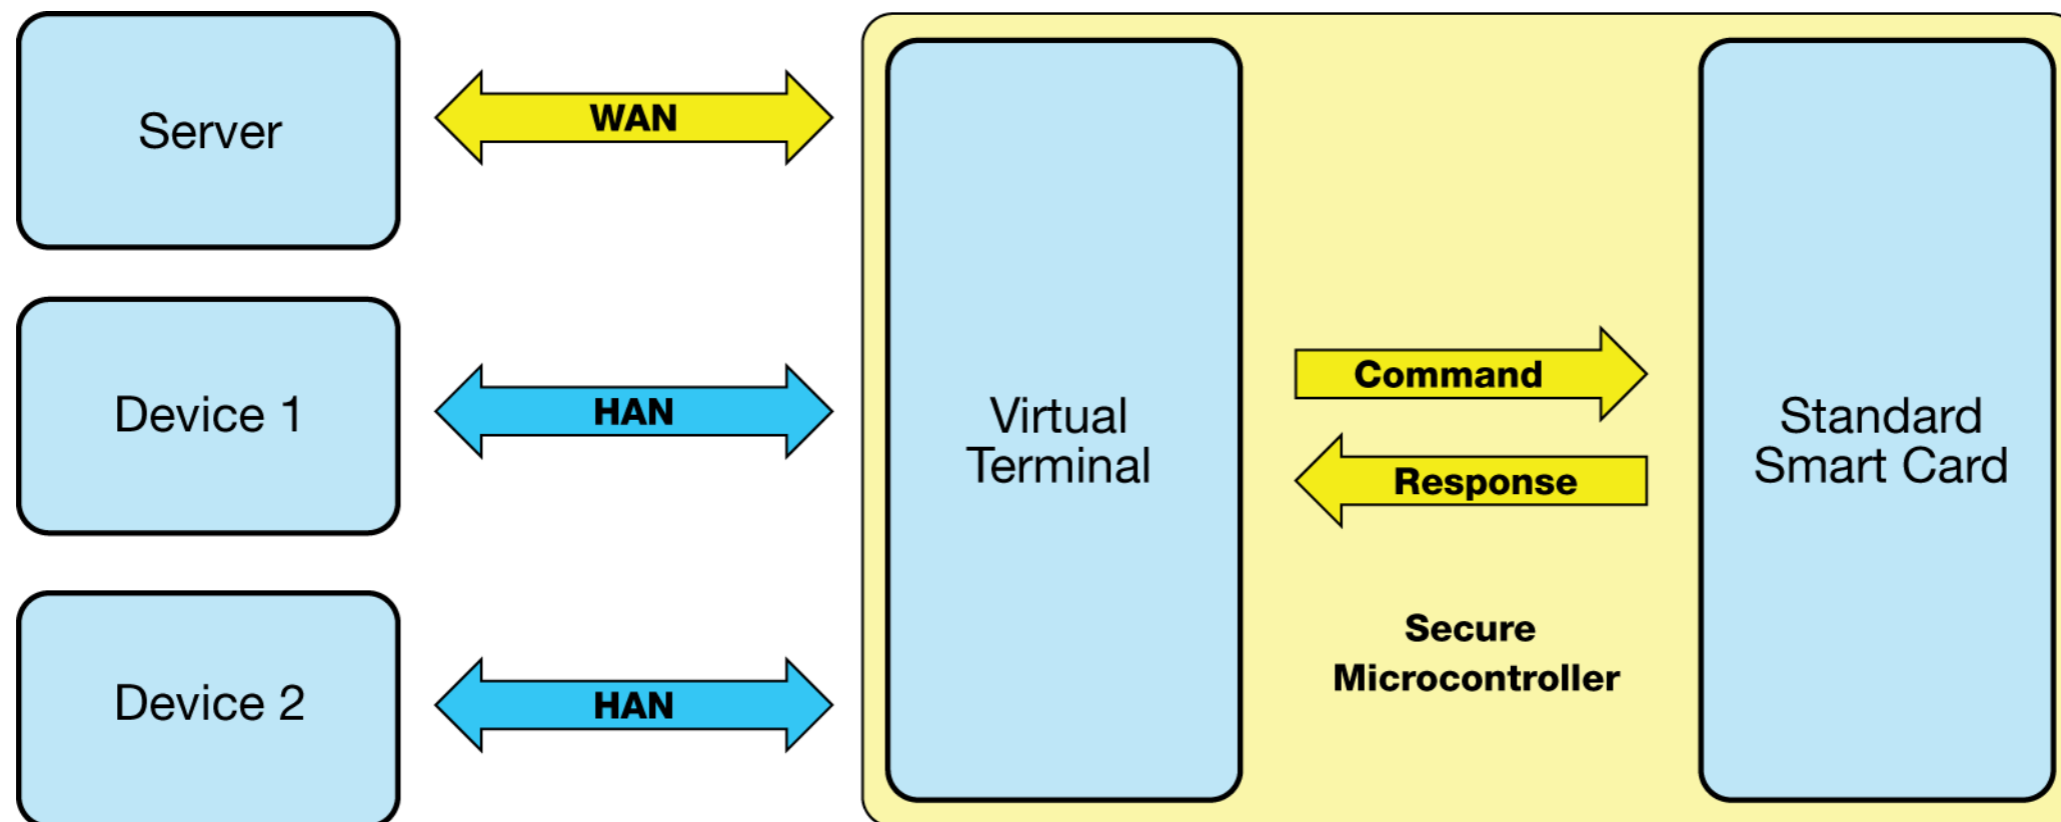 Server
WAN
Device 1
HAN
Device 2
HAN
Virtual
Terminal
Command
Response
Secure
Microcontroller
Standard
Smart Card